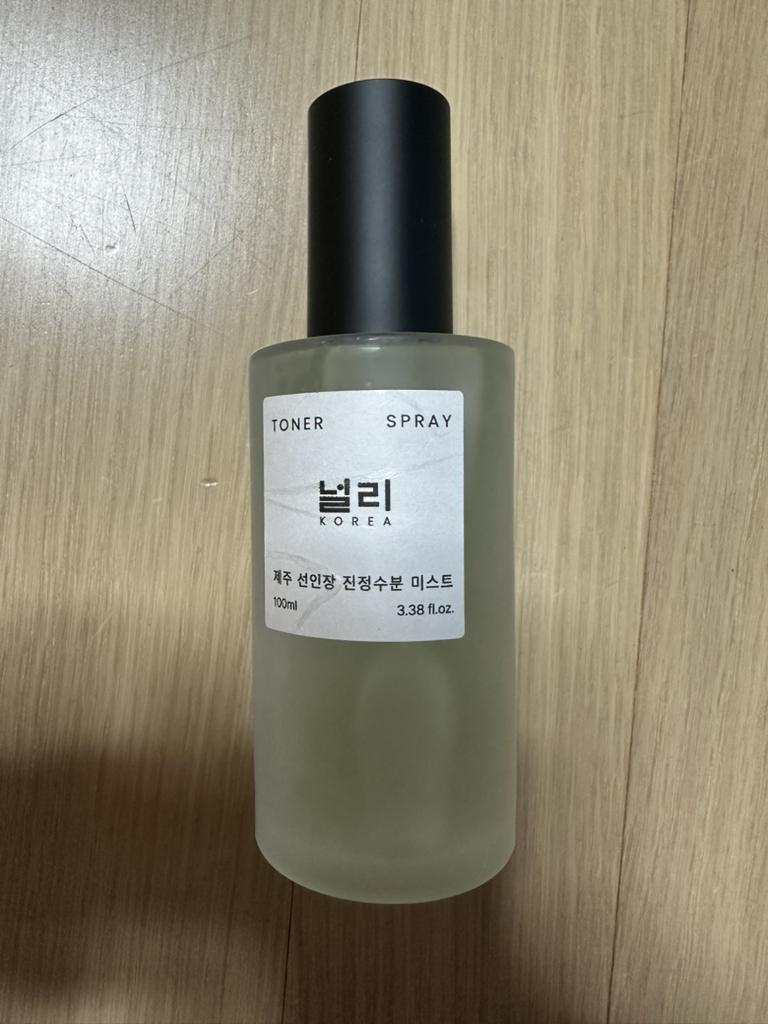 TONER SPRAY
널리
KOREA
제주 선인장 진정수분 미스트
100ml 3.38 fl.oz.